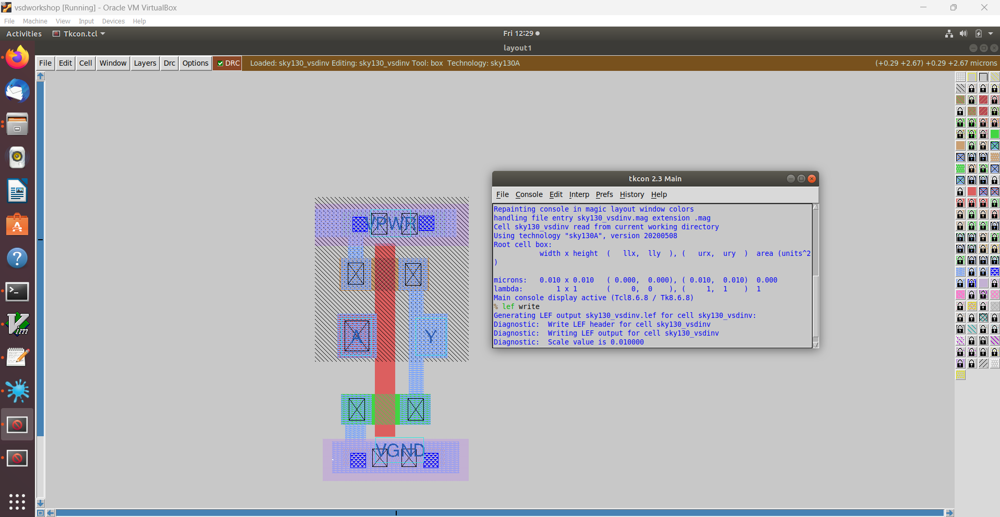 vsdworkshop [Running] - Oracle VM VirtualBox
File Machine View Input Devices Help
Activities Tkcon.tcl Fri 12:29
layout1
File Edit Cell Window Layers Drc Options DRC Loaded: sky130_vsdinv Editing: sky130_vsdinv Tool: box Technology: sky130A (+0.29 +2.67) +0.29 +2.67 microns
VPWR
A
Y
VGND
tkcon 2.3 Main
File Console Edit Interp Prefs History Help
Repainting console in magic layout window colors
handling file entry sky130_vsdinv.mag extension .mag
Cell sky130_vsdinv read from current working directory
Using technology "sky130A", version 20200508
Root cell box:
width x height ( llx, lly ), ( urx, ury ) area (units^2
)
microns: 0.010 x 0.010 ( 0.000, 0.000), ( 0.010, 0.010) 0.000
lambda: 1 x 1 ( 0, 0 ), ( 1, 1 ) 1
Main console display active (Tcl8.6.8 / Tk8.6.8)
% lef write
Generating LEF output sky130_vsdinv.lef for cell sky130_vsdinv:
Diagnostic: Write LEF header for cell sky130_vsdinv
Diagnostic: Writing LEF output for cell sky130_vsdinv
Diagnostic: Scale value is 0.010000